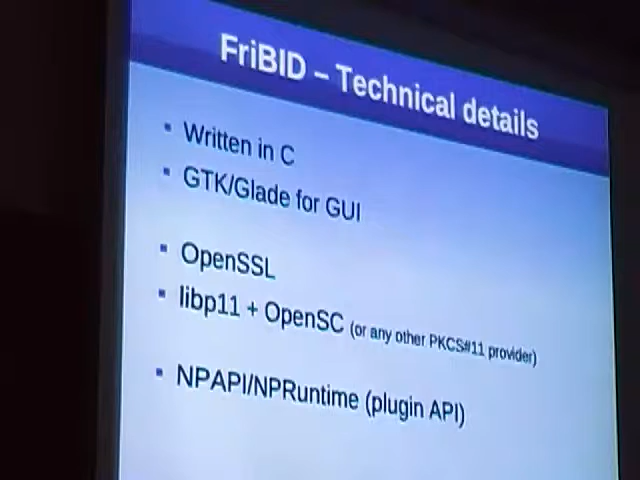 FriBID – Technical details
▪ Written in C
▪ GTK/Glade for GUI
▪ OpenSSL
▪ libp11 + OpenSC (or any other PKCS#11 provider)
▪ NPAPI/NPRuntime (plugin API)